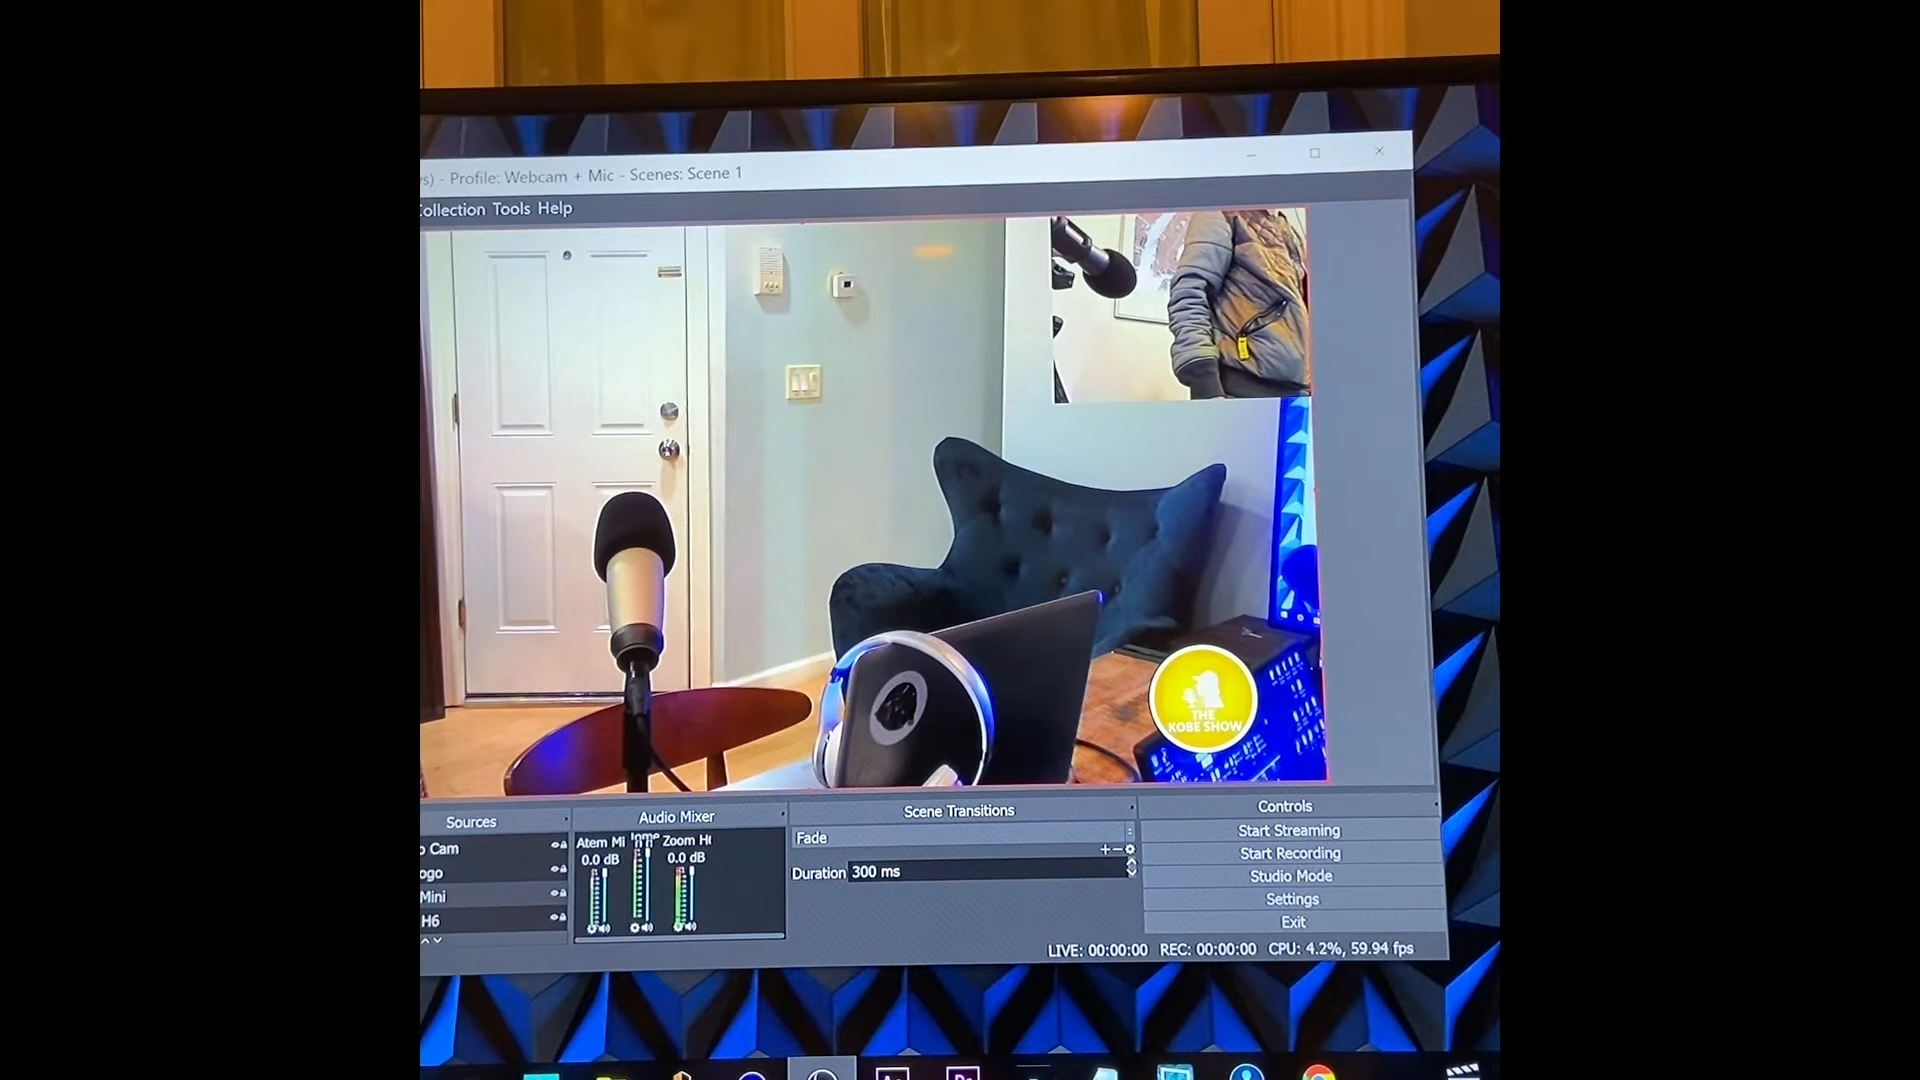 - Profile: Webcam + Mic - Scenes: Scene 1
Collection Tools Help
THE
KOBE SHOW
Sources
Cam
Mini
H6
Audio Mixer
Atem Mi
Zoom H
0.0 dB
0.0 dB
Scene Transitions
Fade
Duration 300 ms
Controls
Start Streaming
Start Recording
Studio Mode
Settings
Exit
LIVE: 00:00:00 REC: 00:00:00 CPU: 4.2%, 59.94 fps